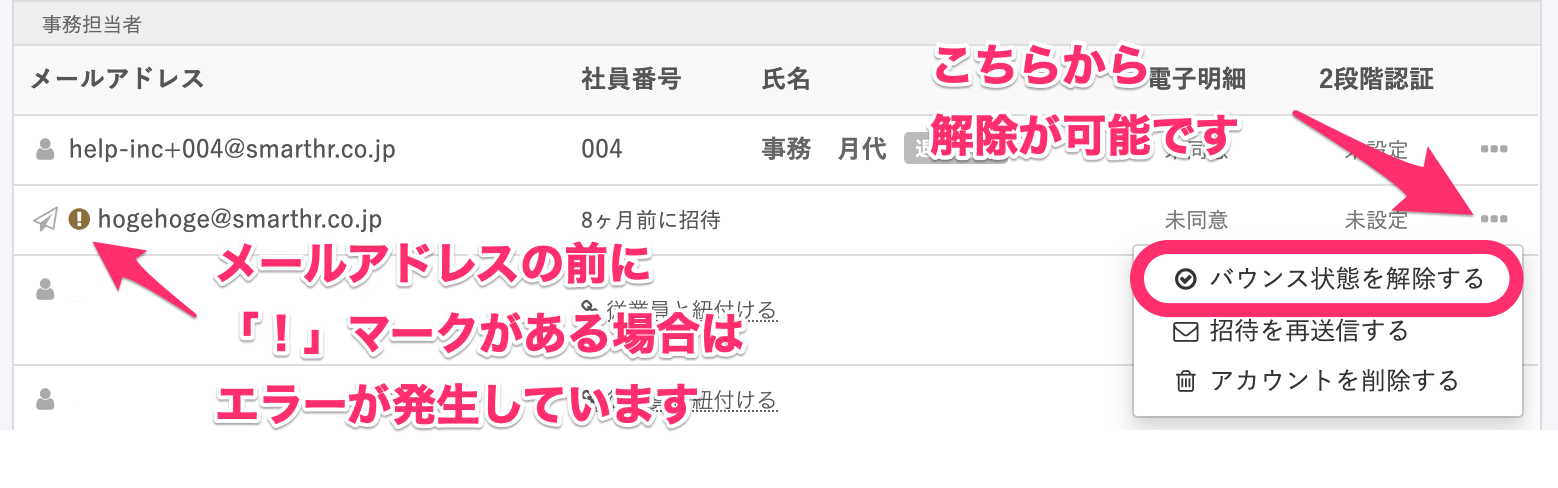 事務担当者
メールアドレス 社員番号 氏名 電子明細 2段階認証
こちらから
解除が可能です
help-inc+004@smarthr.co.jp 004 事務 月代 未同意 未設定
hogehoge@smarthr.co.jp 8ヶ月前に招待 未同意 未設定
メールアドレスの前に
「！」マークがある場合は
エラーが発生しています
バウンス状態を解除する
従業員と紐付ける
招待を再送信する
アカウントを削除する
紐付ける